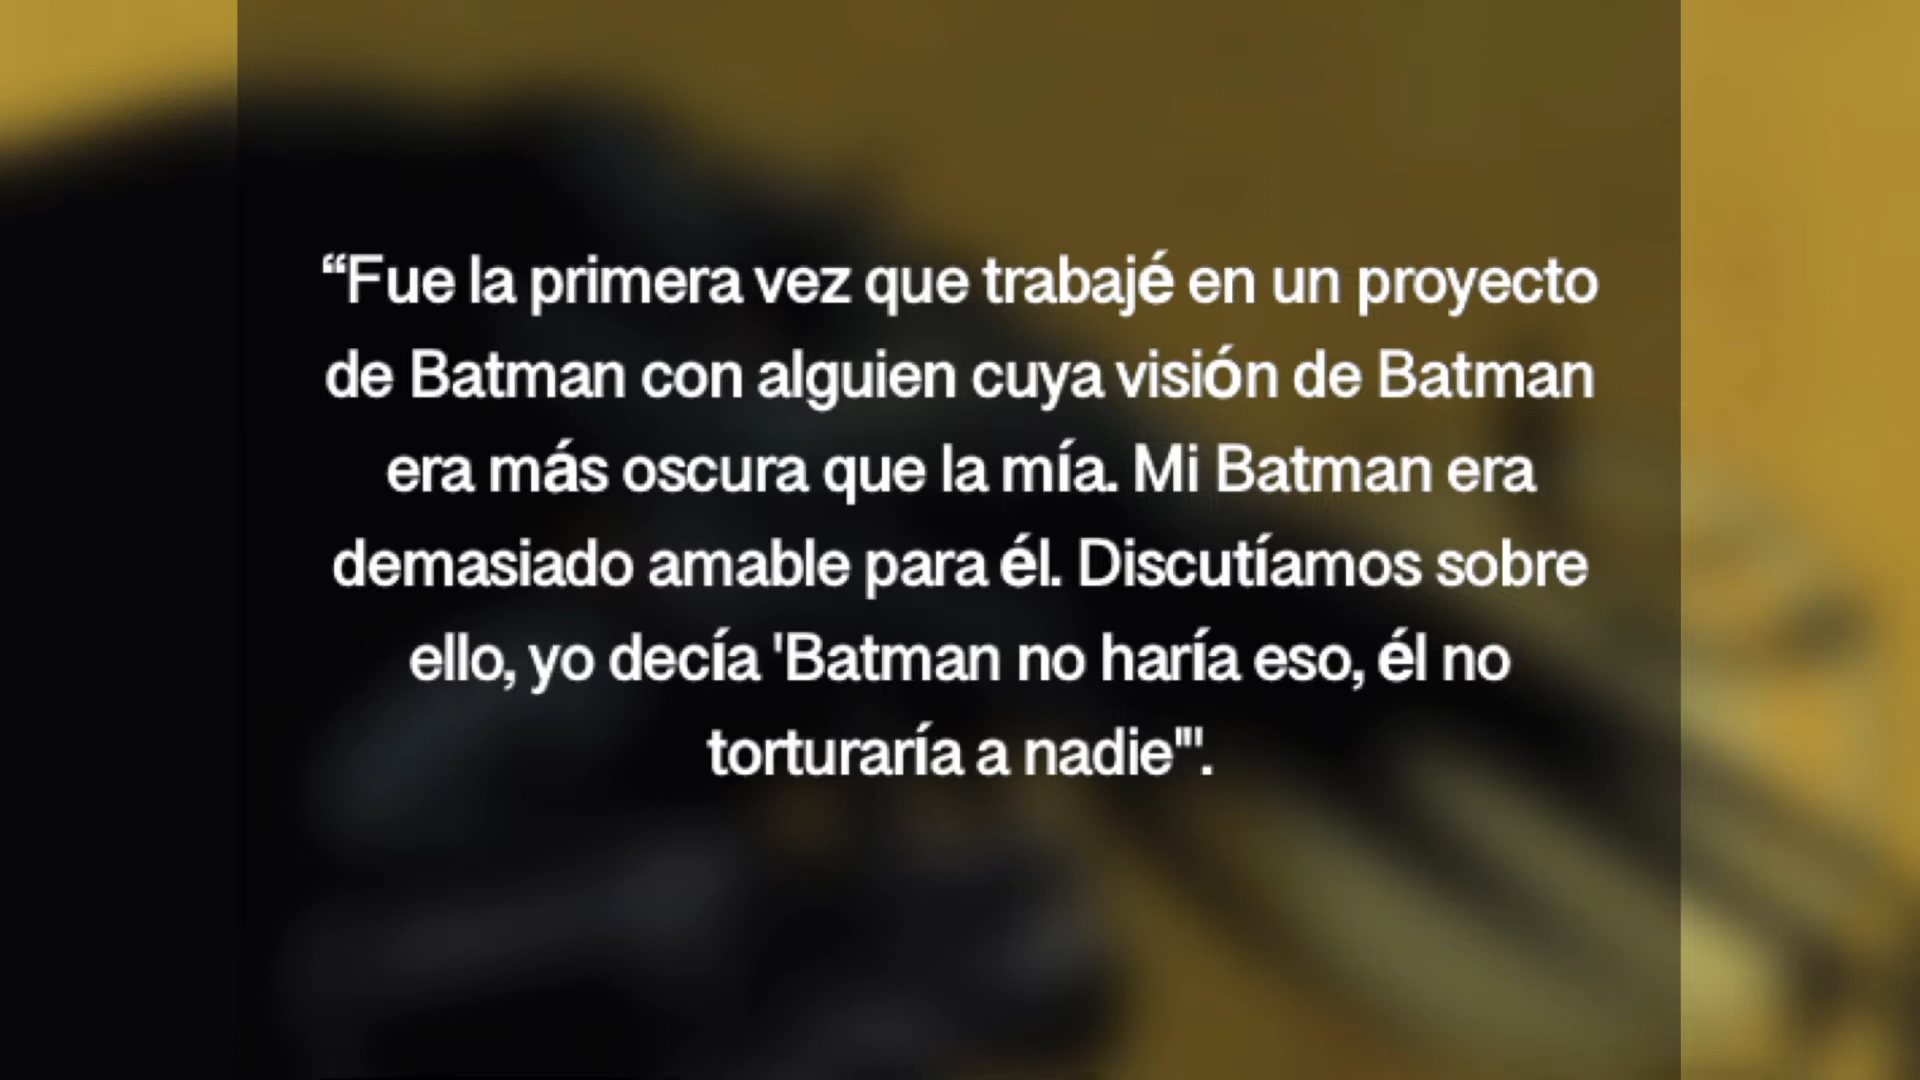 “Fue la primera vez que trabajé en un proyecto
de Batman con alguien cuya visión de Batman
era más oscura que la mía. Mi Batman era
demasiado amable para él. Discutíamos sobre
ello, yo decía 'Batman no haría eso, él no
torturaría a nadie'".